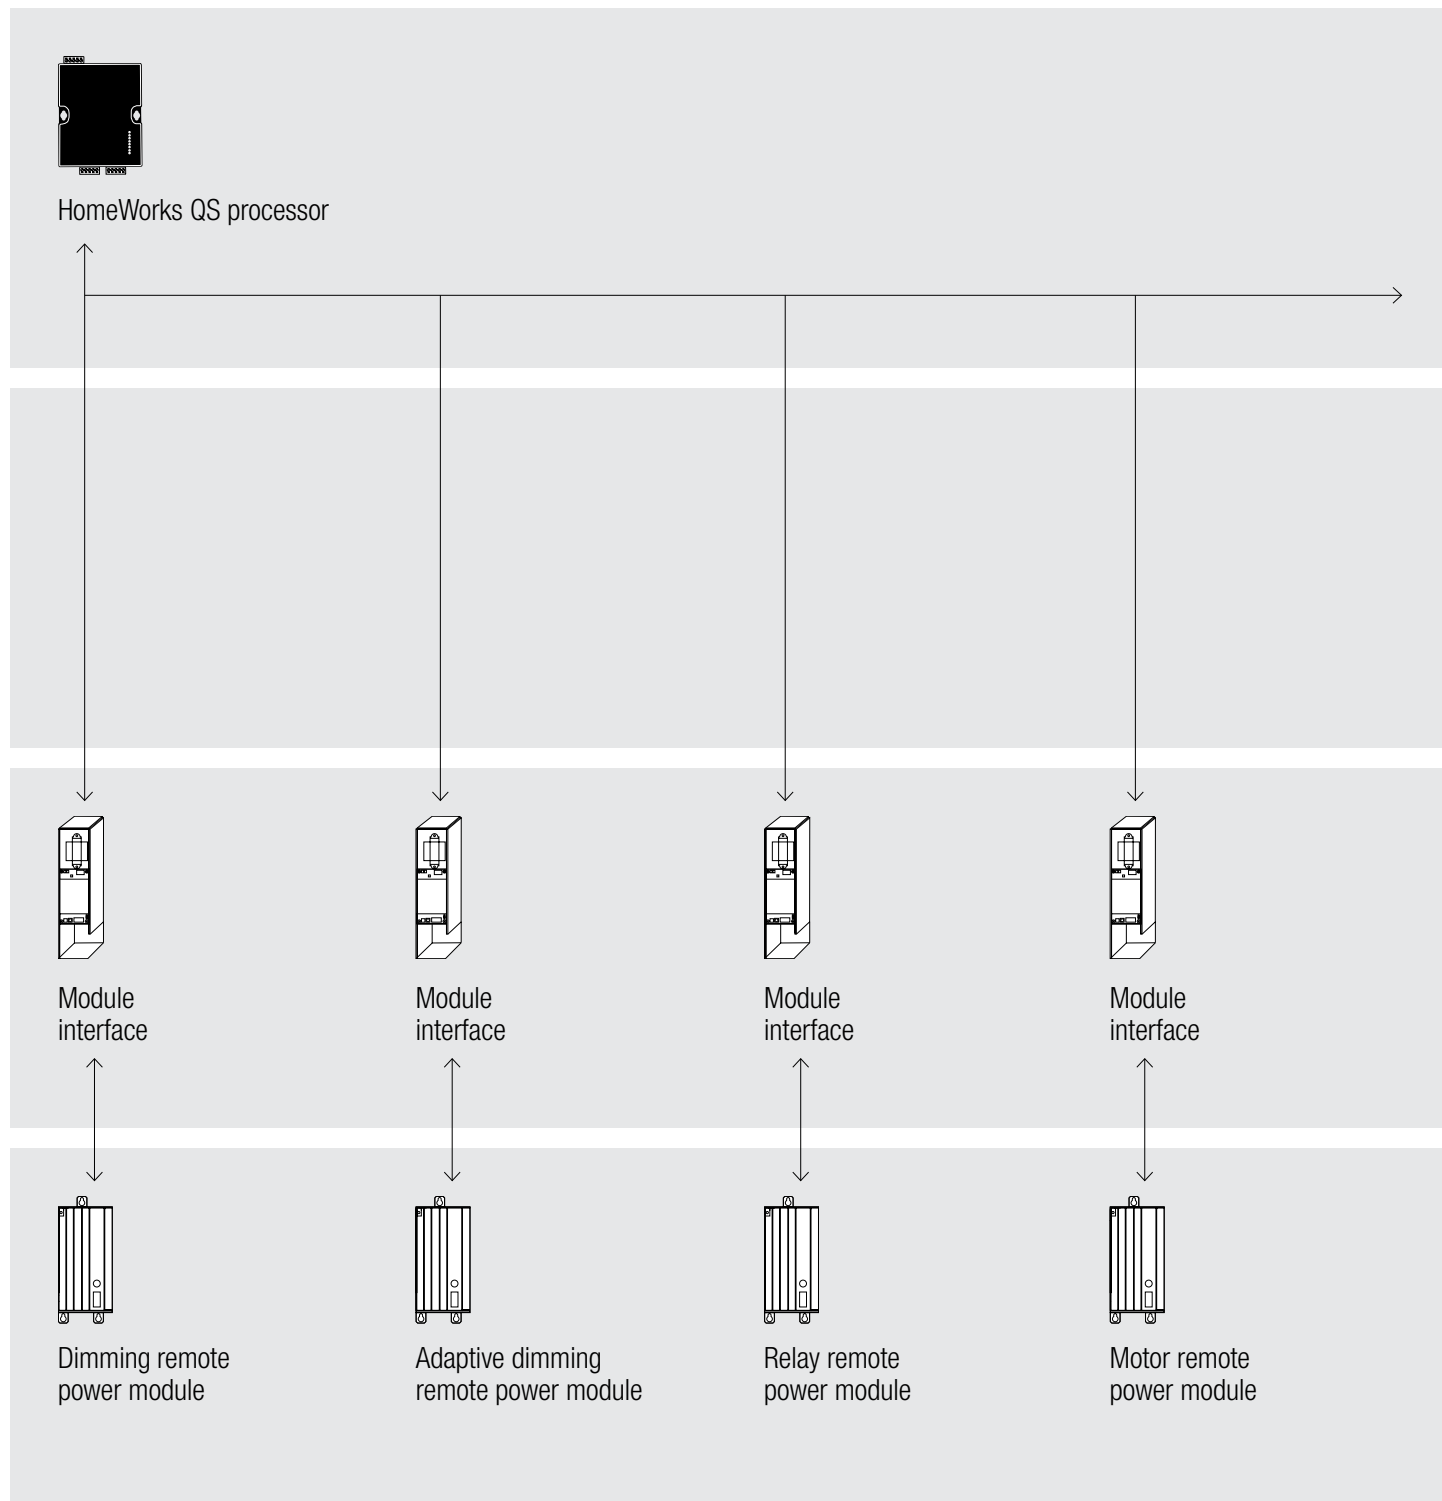 HomeWorks QS processor
Module
interface
Module
interface
Module
interface
Module
interface
Dimming remote
power module
Adaptive dimming
remote power module
Relay remote
power module
Motor remote
power module